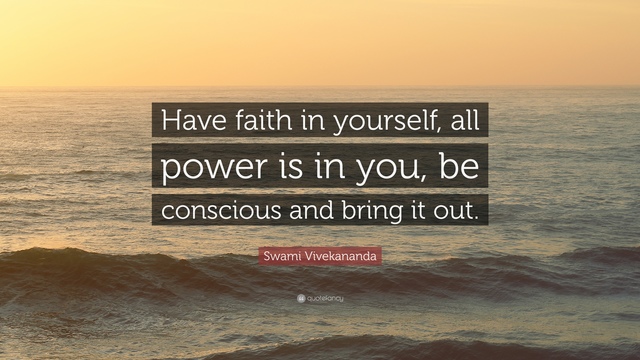 Have faith in yourself, all
power is in you, be
conscious and bring it out.
Swami Vivekananda
quotefancy